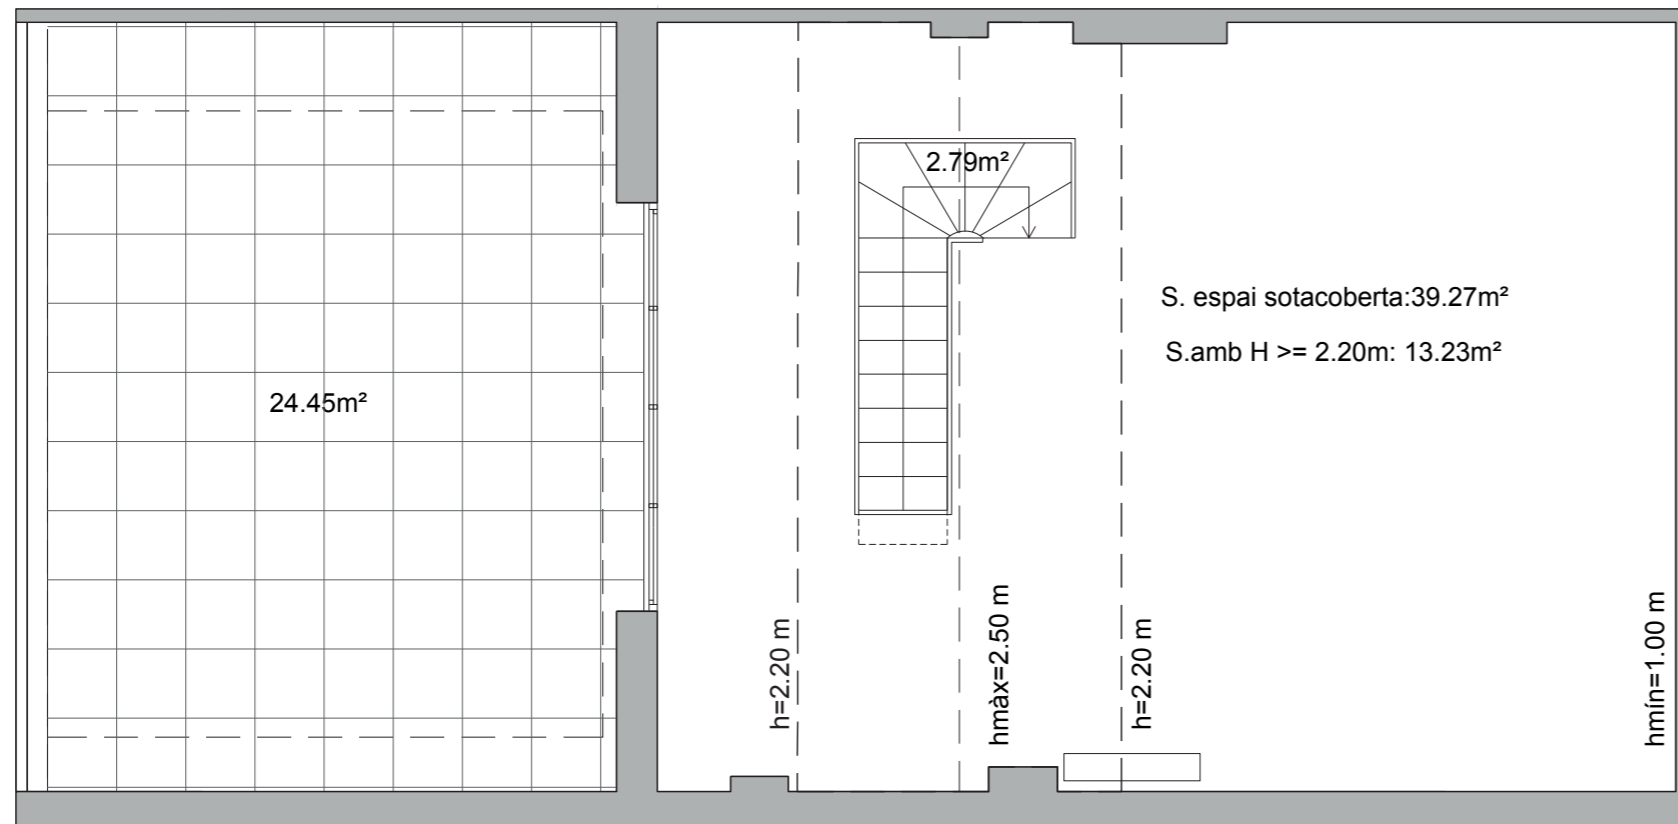 2.79m²
S. espai sotacoberta:39.27m²
S.amb H >= 2.20m: 13.23m²
24.45m²
h=2.20 m
hmàx=2.50 m
h=2.20 m
hmín=1.00 m